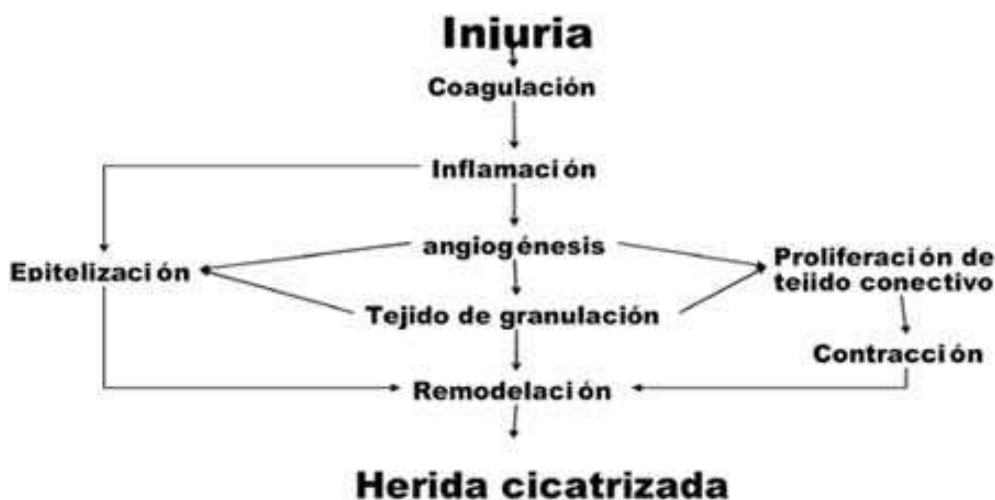 Injuria
Coagulación
Inflamación
angiogénesis
Epitelización
Proliferación de
tejido conectivo
Tejido de granulación
Contracción
Remodelación
Herida cicatrizada